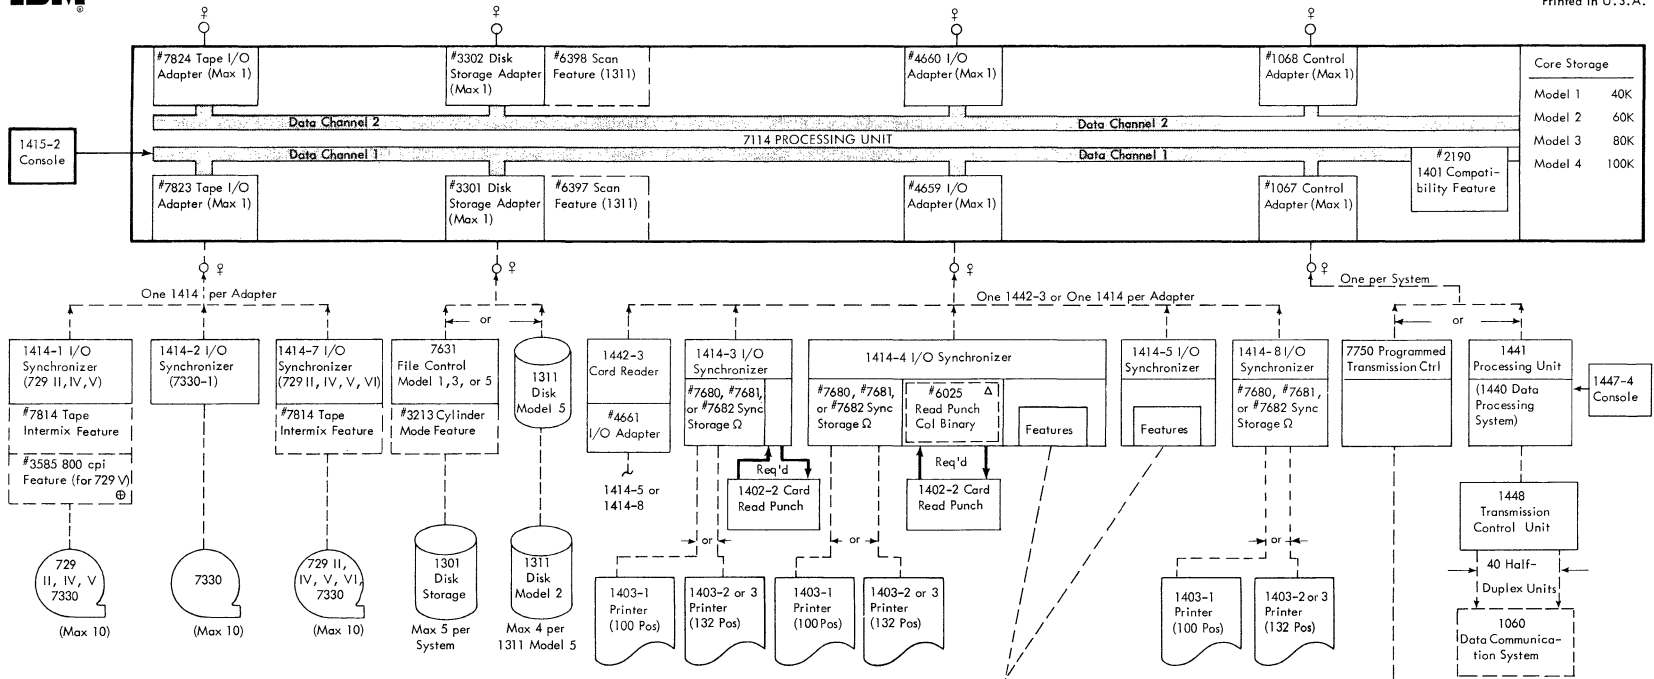 IBM
®
Printed in U.S.A.
#7824 Tape I/O
Adapter (Max 1)
#3302 Disk
Storage Adapter
(Max 1)
#6398 Scan
Feature (1311)
#4660 I/O
Adapter (Max 1)
#1068 Control
Adapter (Max 1)
Core Storage
Model 1 40K
Model 2 60K
Model 3 80K
Model 4 100K
Data Channel 2
Data Channel 2
7114 PROCESSING UNIT
1415-2
Console
Data Channel 1
Data Channel 1
#2190
1401 Compati-
bility Feature
#7823 Tape I/O
Adapter (Max 1)
#3301 Disk
Storage Adapter
(Max 1)
#6397 Scan
Feature (1311)
#4659 I/O
Adapter (Max 1)
#1067 Control
Adapter (Max 1)
One 1414 per Adapter
or
One 1442-3 or One 1414 per Adapter
One per System
or
1414-1 I/O
Synchronizer
(729 II, IV, V)
#7814 Tape
Intermix Feature
#3585 800 cpi
Feature (for 729 V)
⊕
1414-2 I/O
Synchronizer
(7330-1)
1414-7 I/O
Synchronizer
(729 II, IV, V, VI)
#7814 Tape
Intermix Feature
7631
File Control
Model 1, 3, or 5
#3213 Cylinder
Mode Feature
1311
Disk
Model 5
1442-3
Card Reader
#4661
I/O Adapter
1414-5 or
1414-8
1414-3 I/O
Synchronizer
#7680, #7681,
or #7682 Sync
Storage Ω
Req'd
1402-2 Card
Read Punch
1414-4 I/O Synchronizer
#7680, #7681,
or #7682 Sync
Storage Ω
#6025 Δ
Read Punch
Col Binary
Features
Req'd
1402-2 Card
Read Punch
1414-5 I/O
Synchronizer
Features
1414-8 I/O
Synchronizer
#7680, #7681,
or #7682 Sync
Storage Ω
7750 Programmed
Transmission Ctrl
1441
Processing Unit
(1440 Data
Processing
System)
1447-4
Console
1448
Transmission
Control Unit
40 Half-
Duplex Units
1060
Data Communica-
tion System
729
II, IV, V
7330
(Max 10)
7330
(Max 10)
729 II,
IV, V, VI,
7330
(Max 10)
1301
Disk
Storage
Max 5 per
System
1311
Disk
Model 2
Max 4 per
1311 Model 5
or
1403-1
Printer
(100 Pos)
1403-2 or 3
Printer
(132 Pos)
or
1403-1
Printer
(100 Pos)
1403-2 or 3
Printer
(132 Pos)
or
1403-1
Printer
(100 Pos)
1403-2 or 3
Printer
(132 Pos)